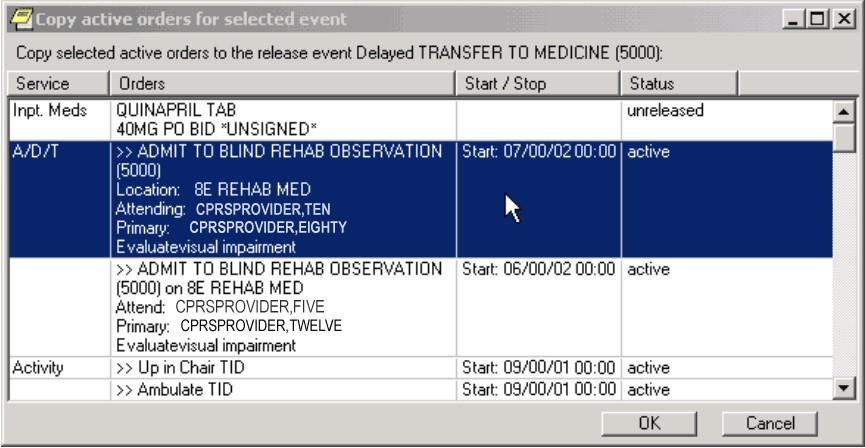 Copy active orders for selected event
Copy selected active orders to the release event Delayed TRANSFER TO MEDICINE (5000):
Service Orders Start / Stop Status
Inpt. Meds QUINAPRIL TAB unreleased
40MG PO BID *UNSIGNED*
A/D/T >> ADMIT TO BLIND REHAB OBSERVATION Start: 07/00/02 00:00 active
(5000)
Location: 8E REHAB MED
Attending: CPRSPROVIDER,TEN
Primary: CPRSPROVIDER,EIGHTY
Evaluatevisual impairment
>> ADMIT TO BLIND REHAB OBSERVATION Start: 06/00/02 00:00 active
(5000) on 8E REHAB MED
Attend: CPRSPROVIDER,FIVE
Primary: CPRSPROVIDER,TWELVE
Evaluatevisual impairment
Activity >> Up in Chair TID Start: 09/00/01 00:00 active
>> Ambulate TID Start: 09/00/01 00:00 active
OK Cancel